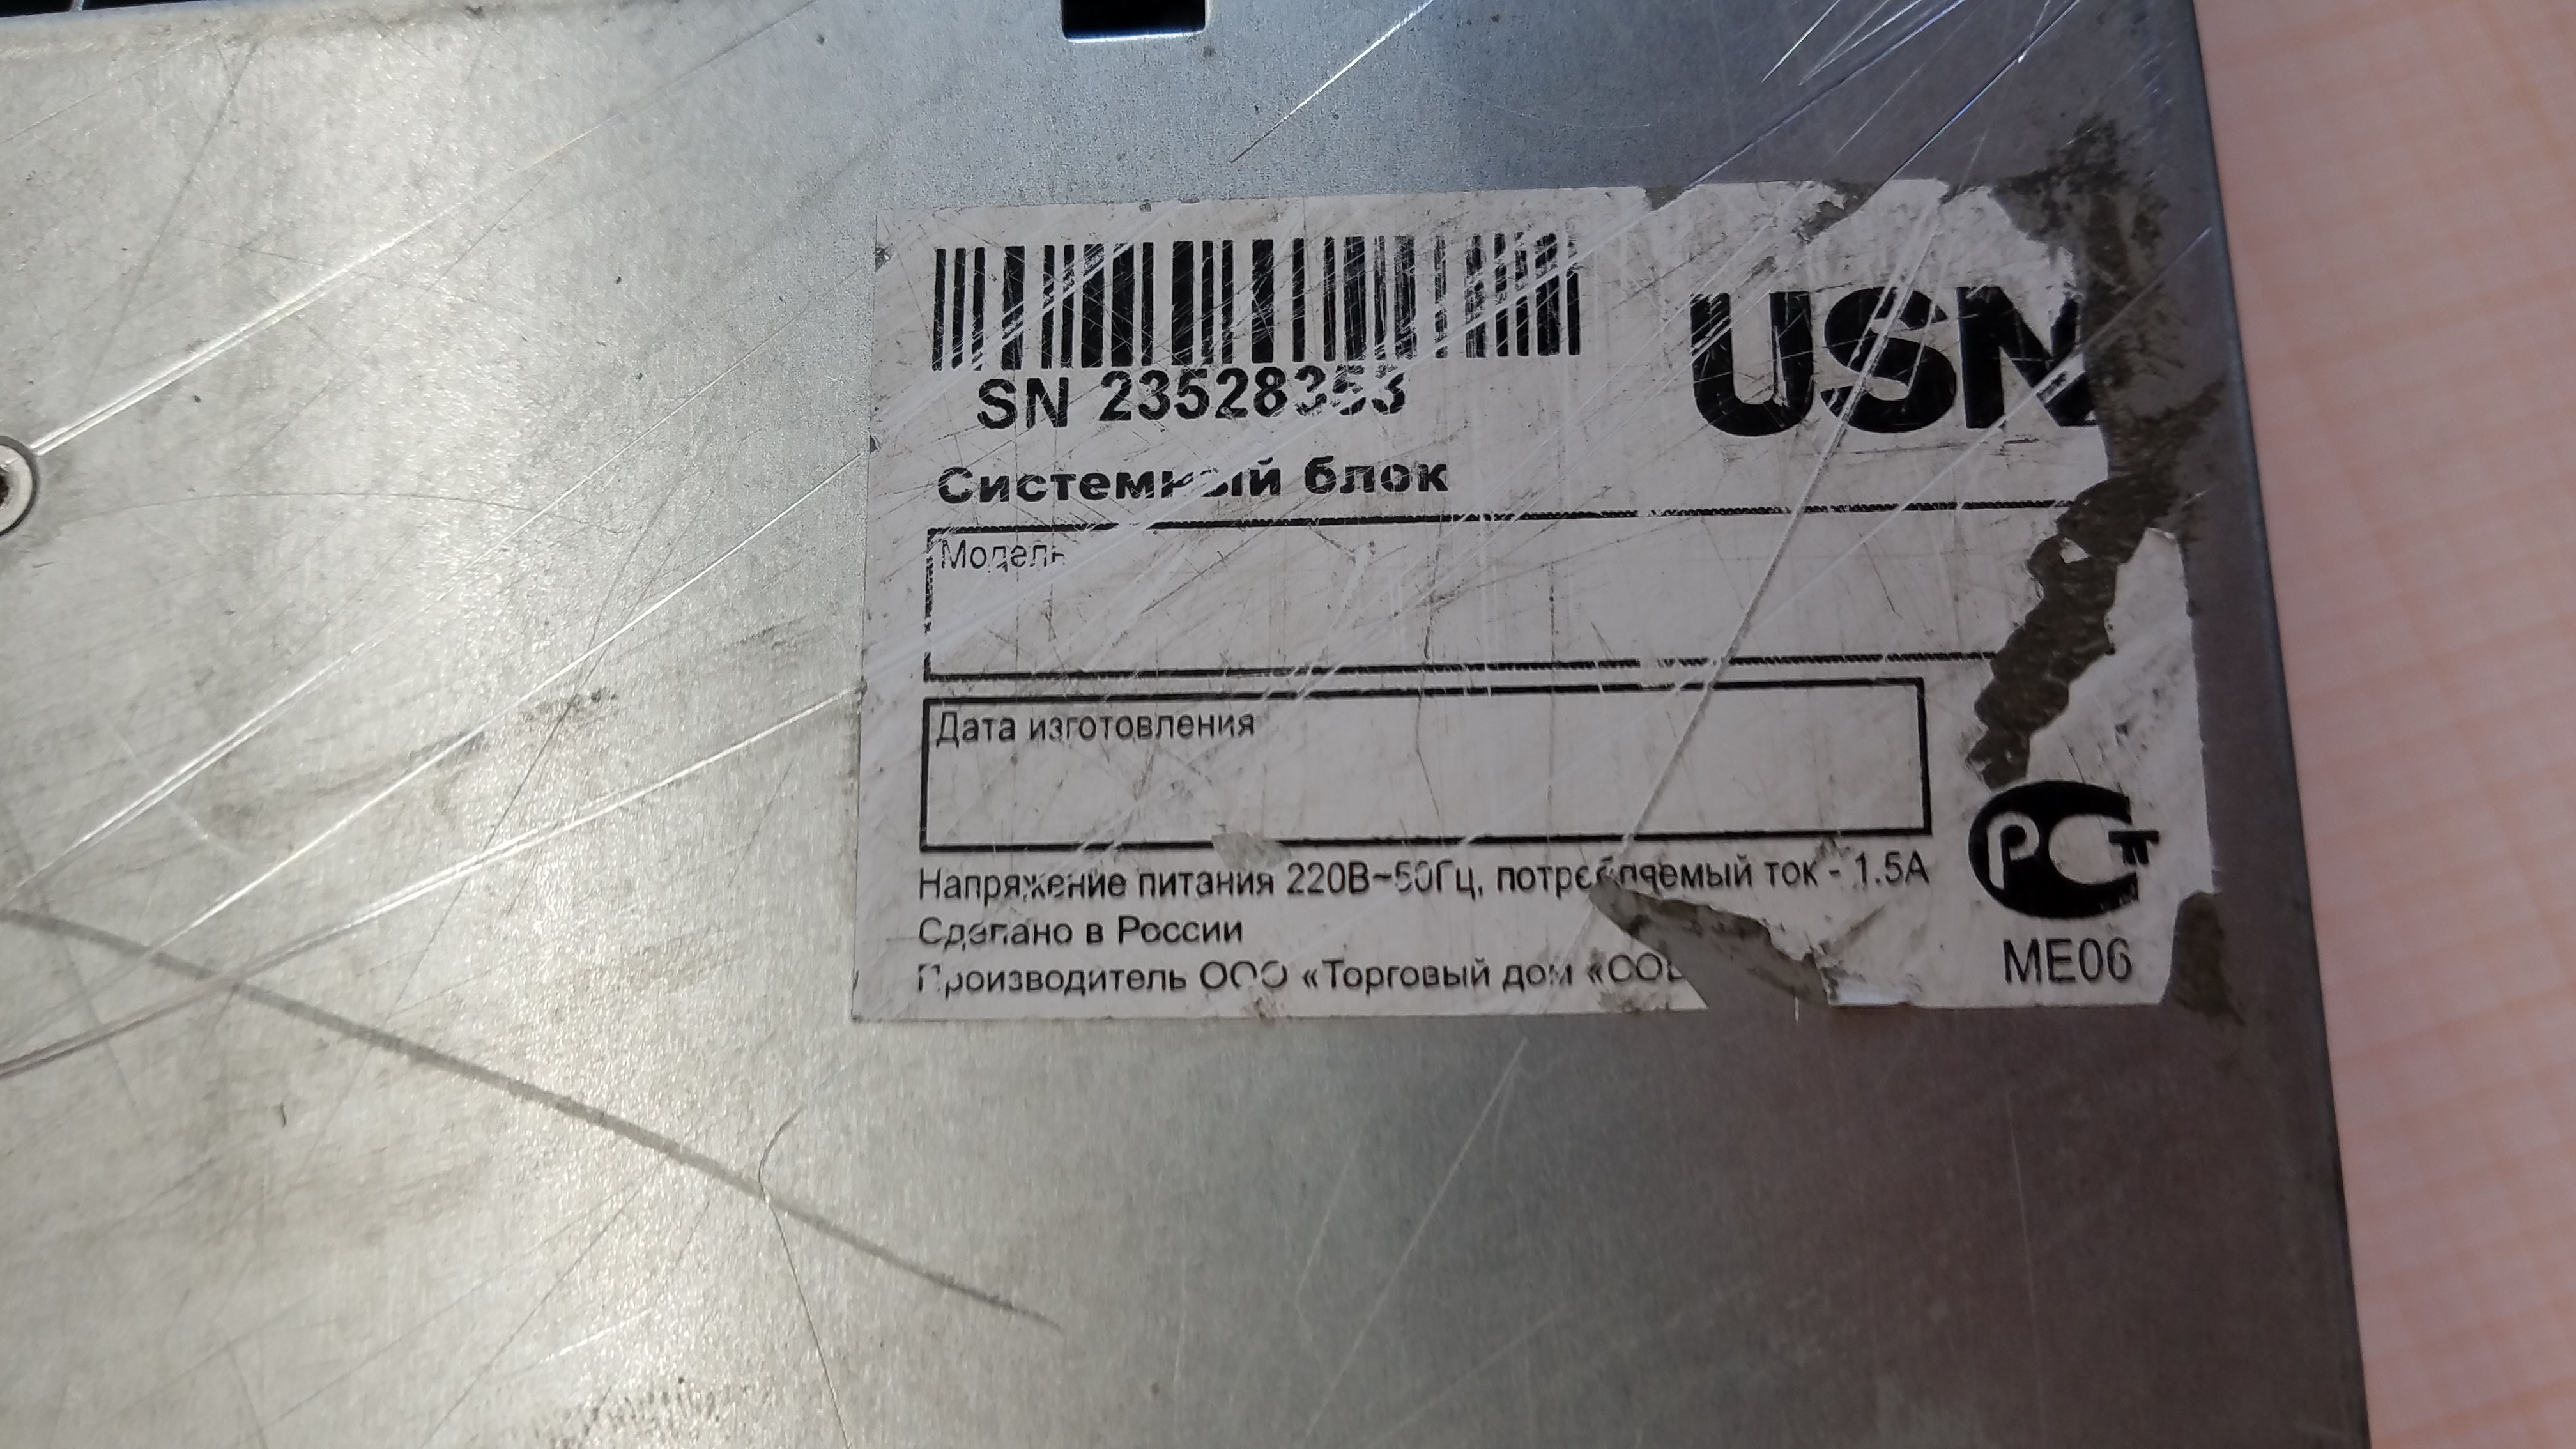 USN
SN 23528353
Системный блок
Модель
Дата изготовления
Напряжение питания 220В~50Гц, потребляемый ток - 1.5А
Сделано в России
Производитель ООО «Торговый дом
РСТ
МЕ06